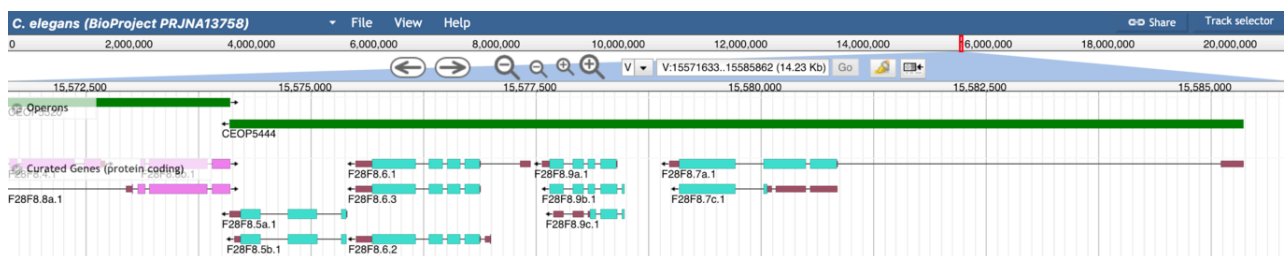 C. elegans (BioProject PRJNA13758) File View Help Share Track selector
0 2,000,000 4,000,000 6,000,000 8,000,000 10,000,000 12,000,000 14,000,000 16,000,000 18,000,000 20,000,000
V V:15571633..15585862 (14.23 Kb) Go
15,572,500 15,575,000 15,577,500 15,580,000 15,582,500 15,585,000
Operons
CEOP5444
Curated Genes (protein coding)
F28F8.6.1 F28F8.9a.1 F28F8.7a.1
F28F8.8a.1 F28F8.6.3 F28F8.9b.1 F28F8.7c.1
F28F8.5a.1 F28F8.9c.1
F28F8.5b.1 F28F8.6.2